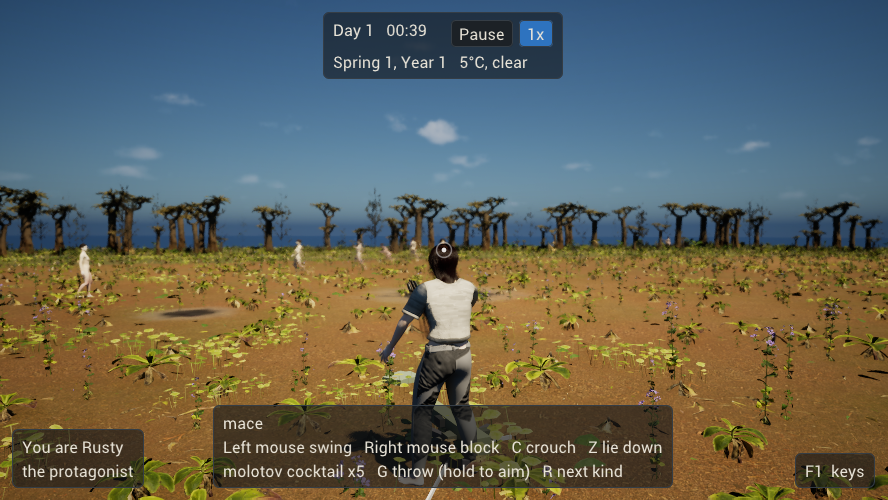 Day 1 00:39 Pause 1x
Spring 1, Year 1 5°C, clear
mace
Left mouse swing Right mouse block C crouch Z lie down
molotov cocktail x5 G throw (hold to aim) R next kind
You are Rusty
the protagonist
F1 keys